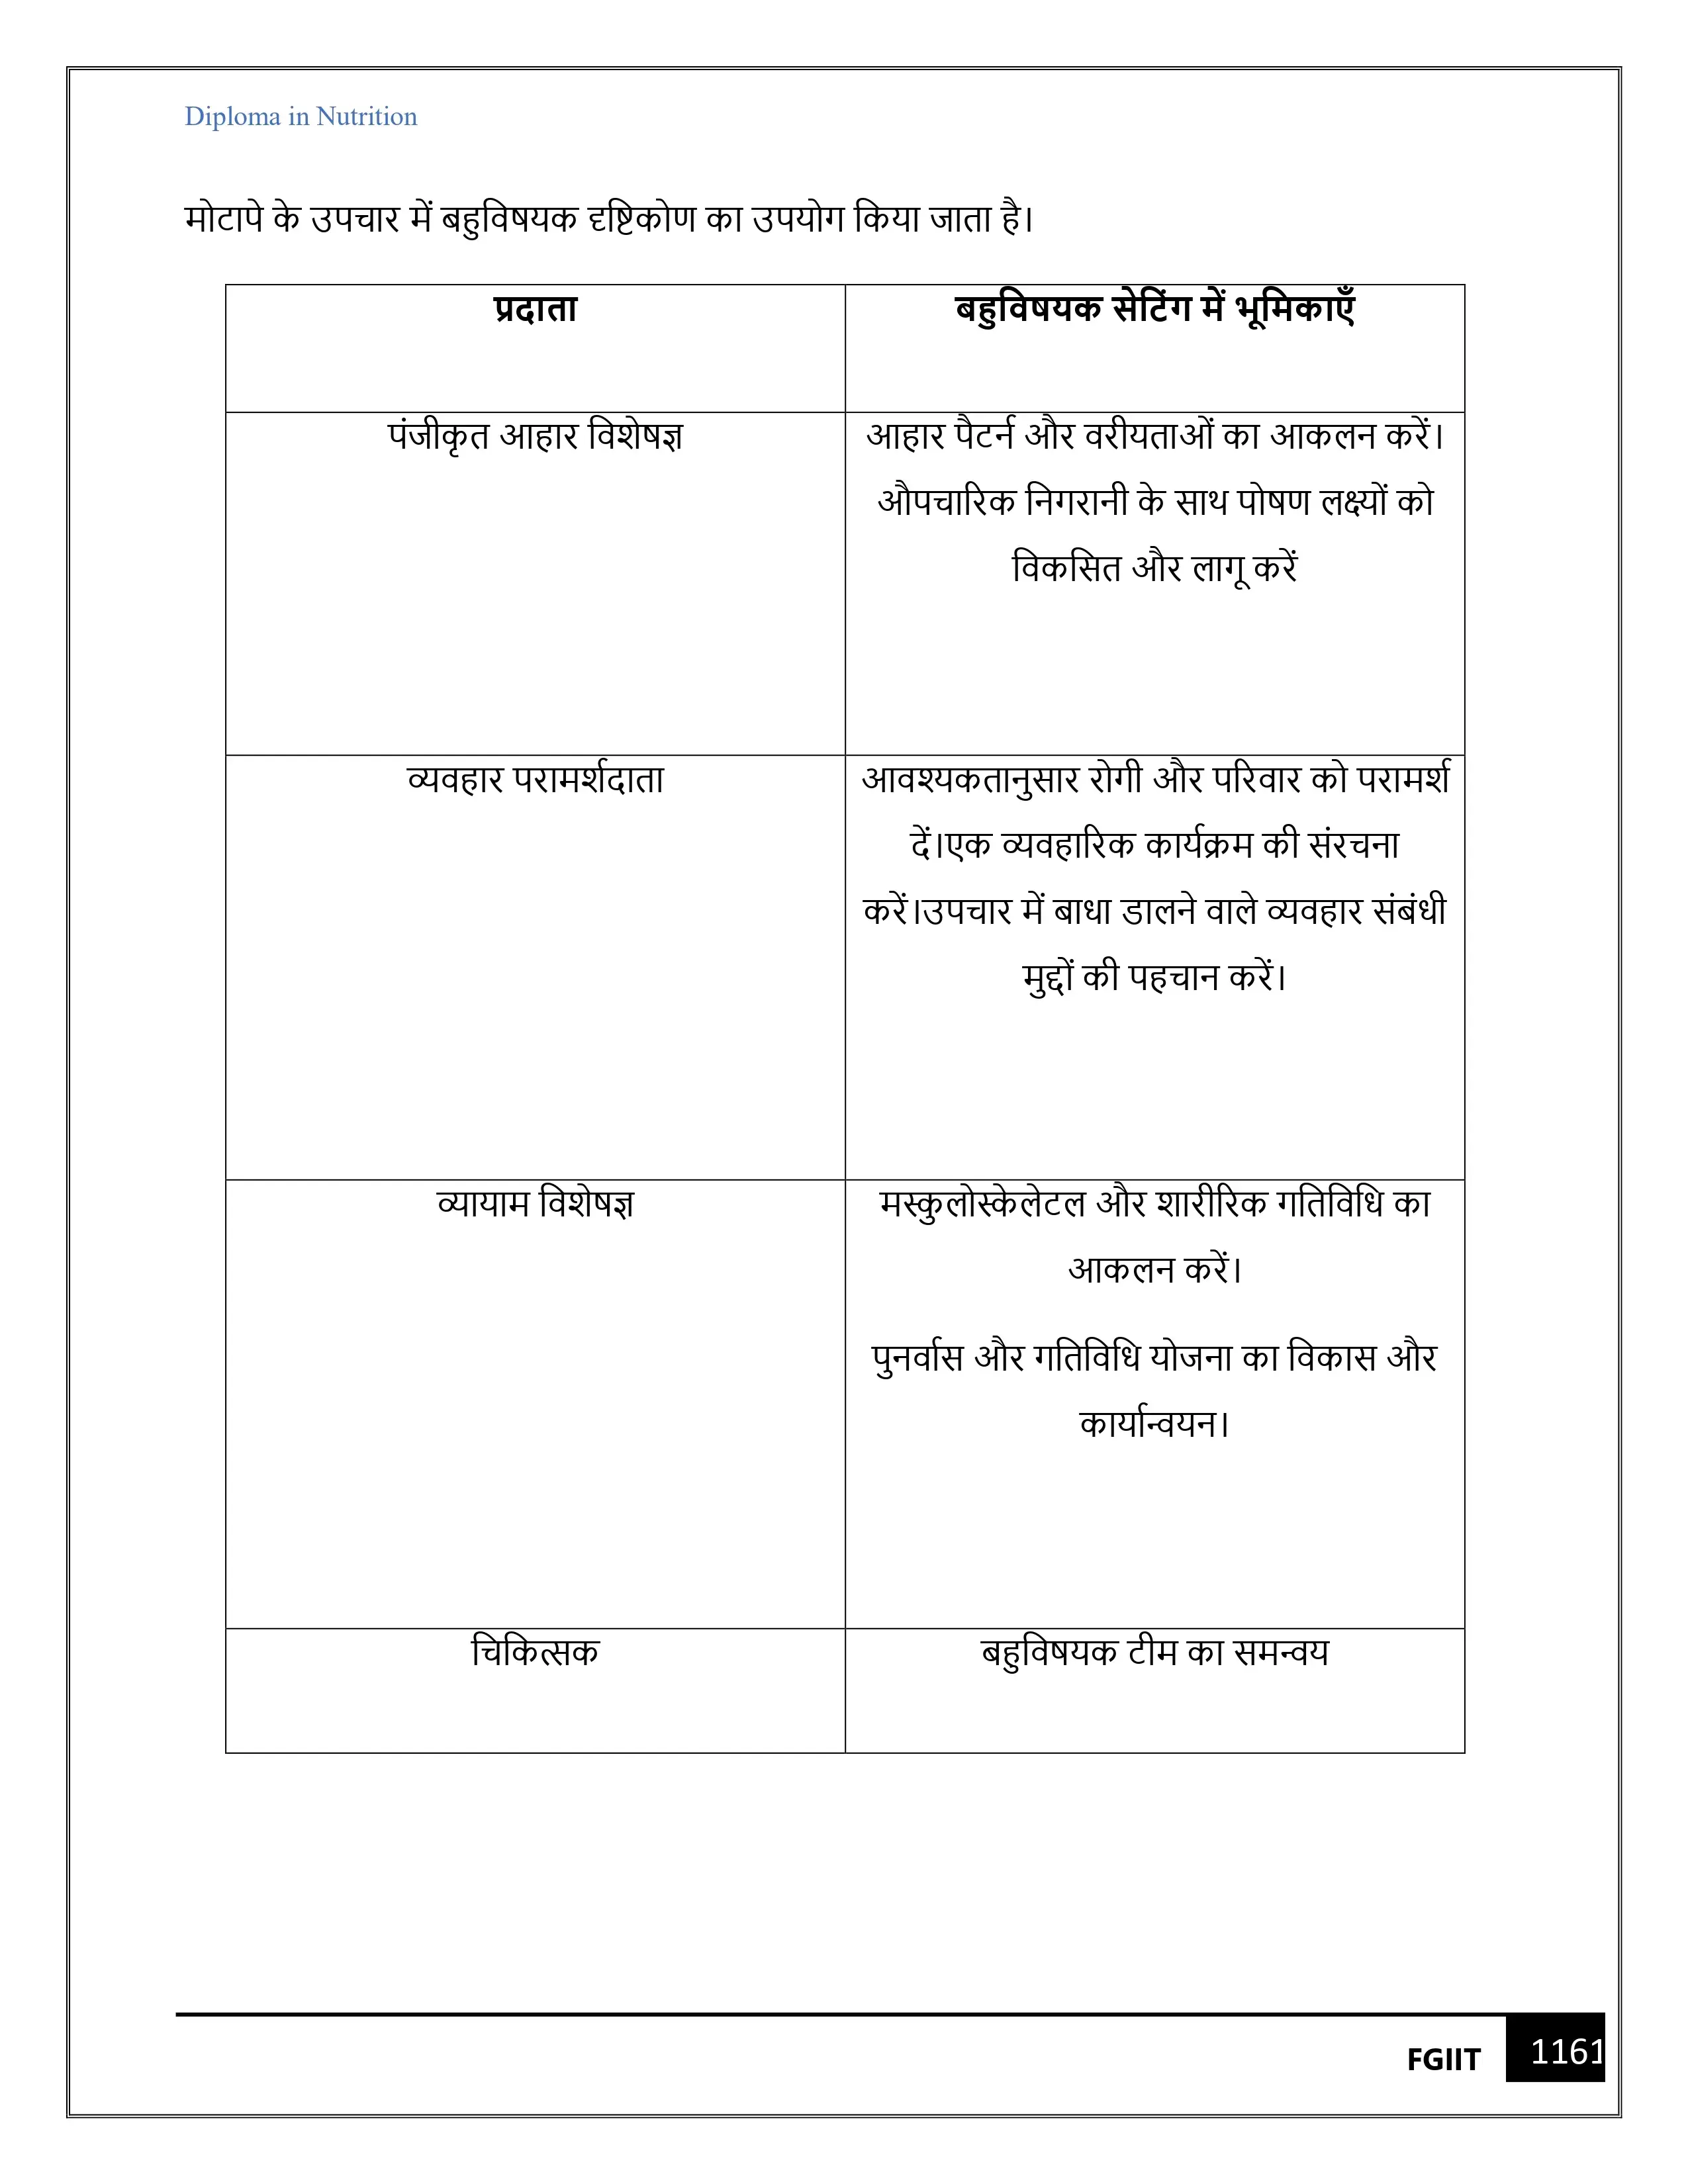 Diploma in Nutrition
मोटापे के उपचार में बहुविषयक दृष्टिकोण का उपयोग किया जाता है।
प्रदाता
बहुविषयक सेटिंग में भूमिकाएँ
पंजीकृत आहार विशेषज्ञ
आहार पैटर्न और वरीयताओं का आकलन करें।
औपचारिक निगरानी के साथ पोषण लक्ष्यों को
विकसित और लागू करें
व्यवहार परामर्शदाता
आवश्यकतानुसार रोगी और परिवार को परामर्श
दें।एक व्यवहारिक कार्यक्रम की संरचना
करें।उपचार में बाधा डालने वाले व्यवहार संबंधी
मुद्दों की पहचान करें।
व्यायाम विशेषज्ञ
मस्कुलोस्केलेटल और शारीरिक गतिविधि का
आकलन करें।
पुनर्वास और गतिविधि योजना का विकास और
कार्यान्वयन।
चिकित्सक
बहुविषयक टीम का समन्वय
FGIIT
1161